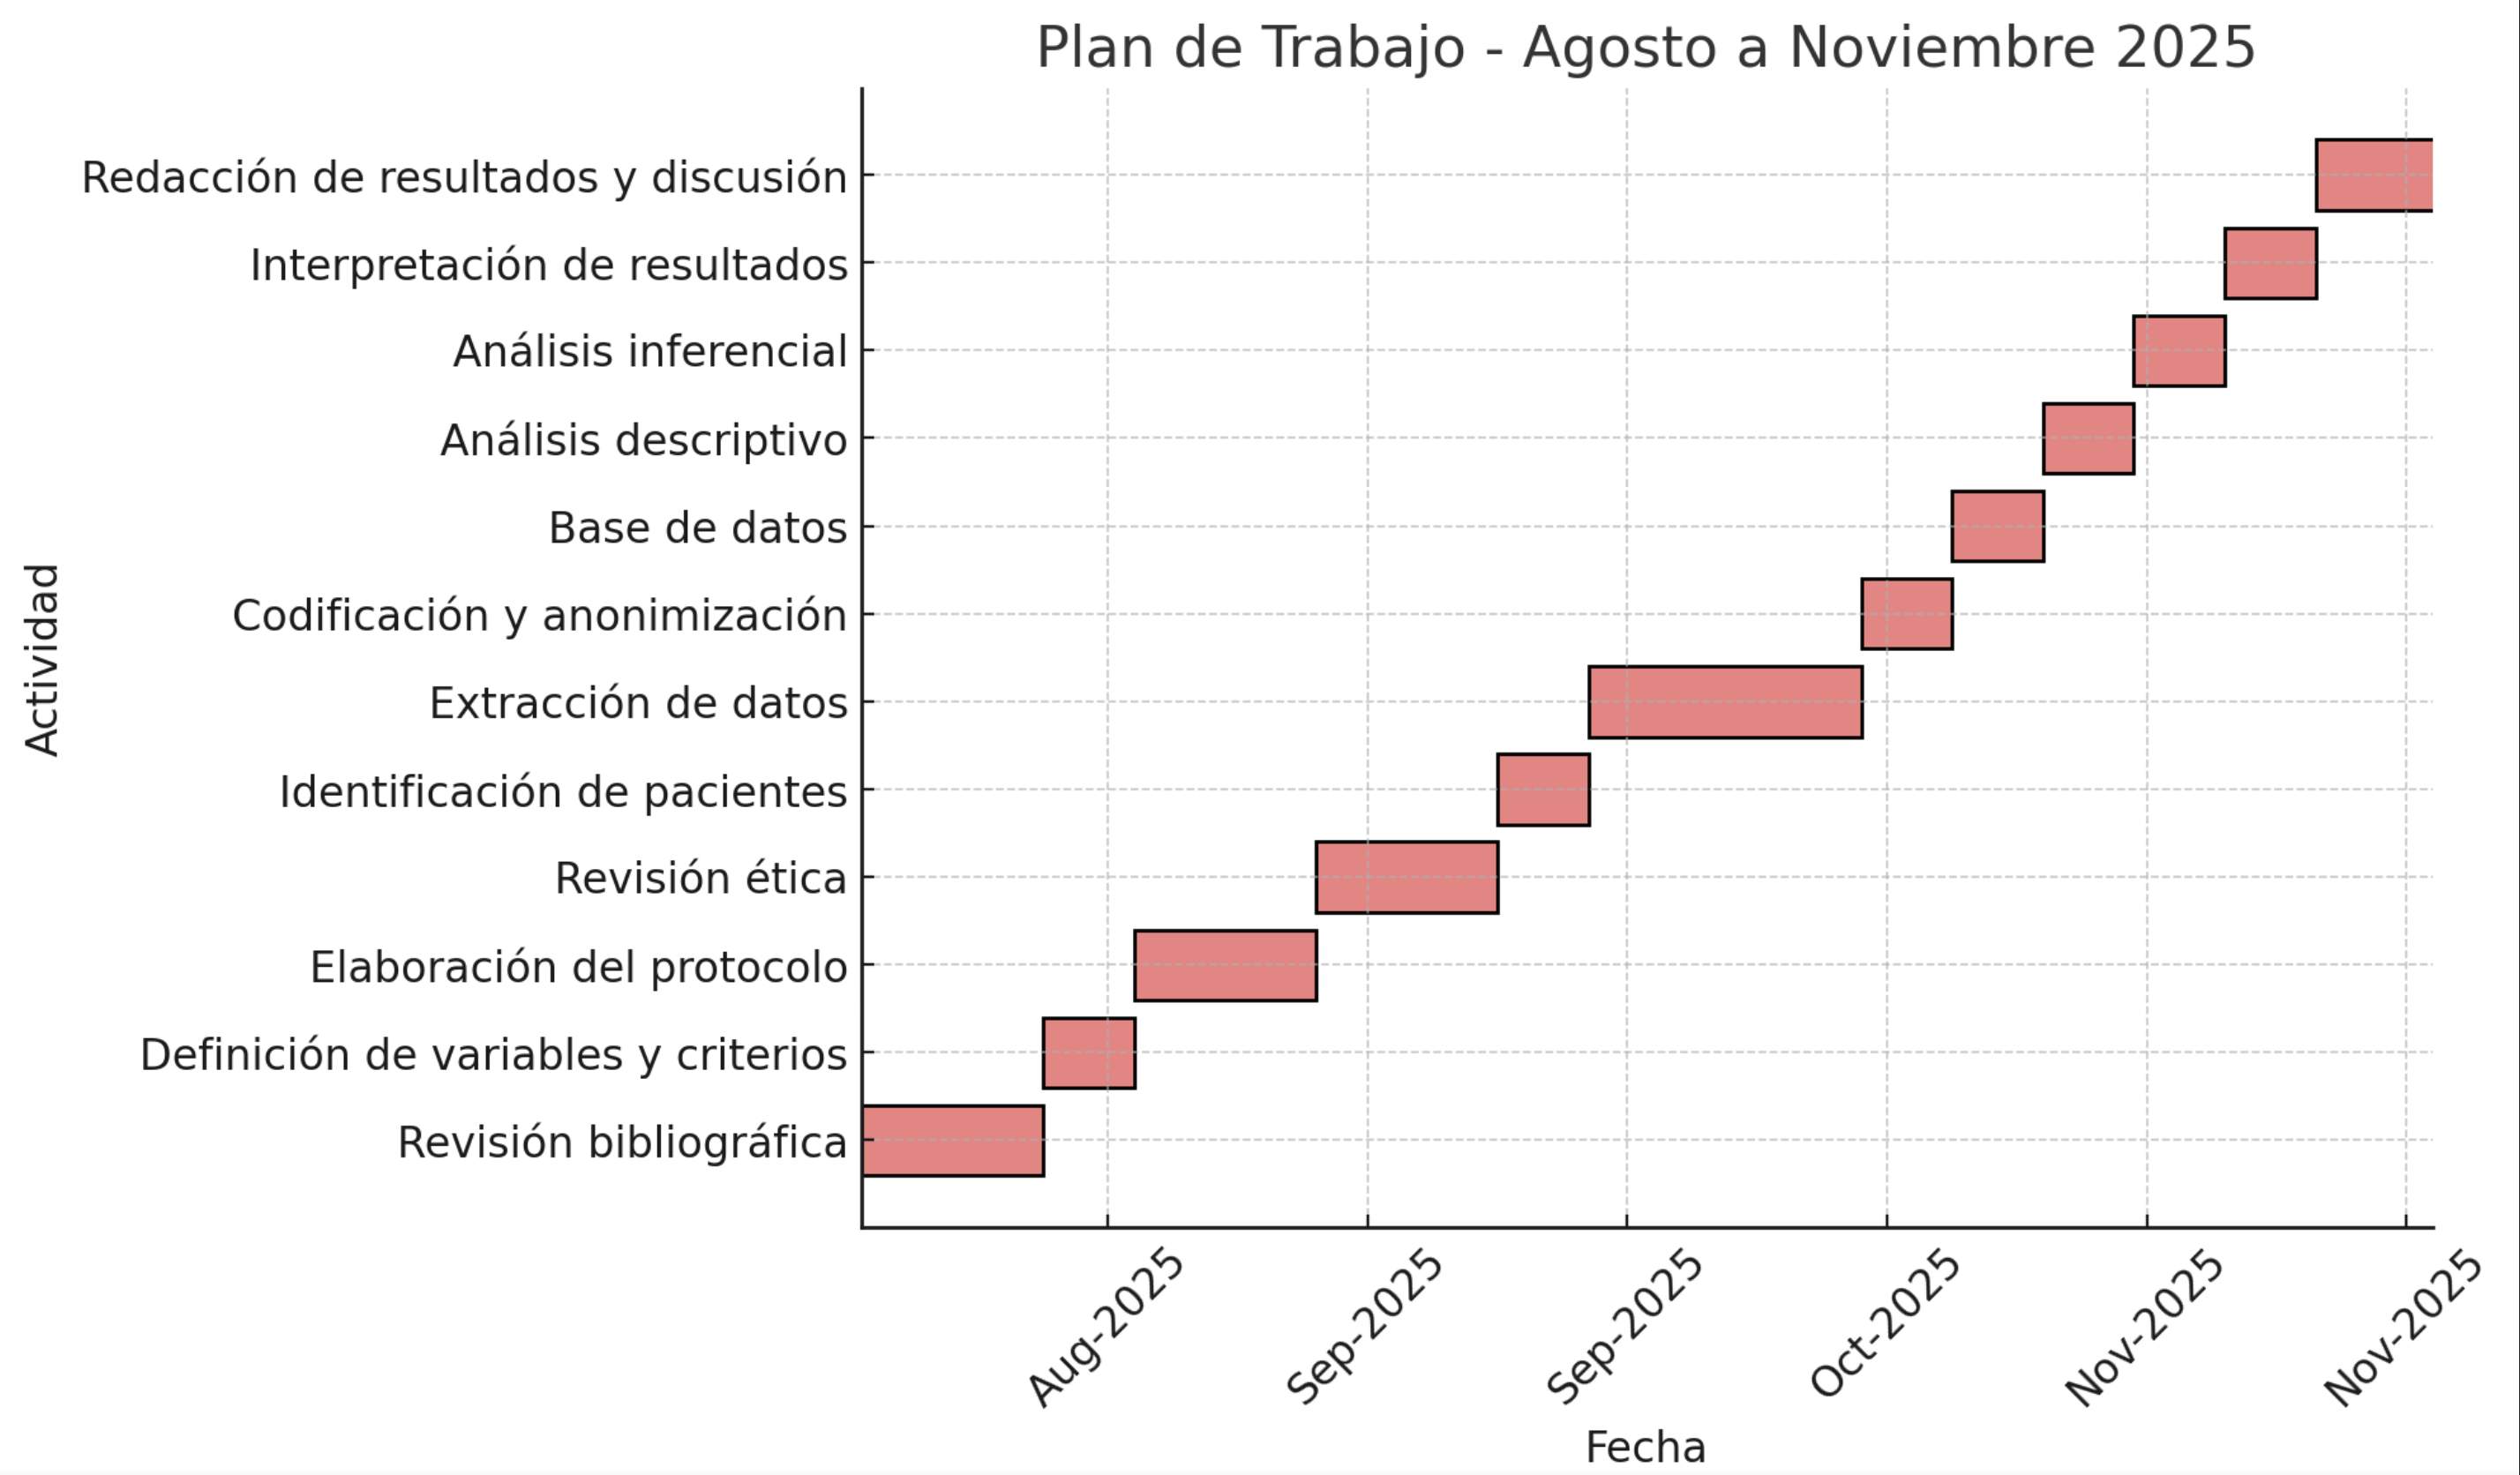 Plan de Trabajo - Agosto a Noviembre 2025
Actividad
Redacción de resultados y discusión
Interpretación de resultados
Análisis inferencial
Análisis descriptivo
Base de datos
Codificación y anonimización
Extracción de datos
Identificación de pacientes
Revisión ética
Elaboración del protocolo
Definición de variables y criterios
Revisión bibliográfica
Aug-2025
Sep-2025
Sep-2025
Oct-2025
Nov-2025
Nov-2025
Fecha